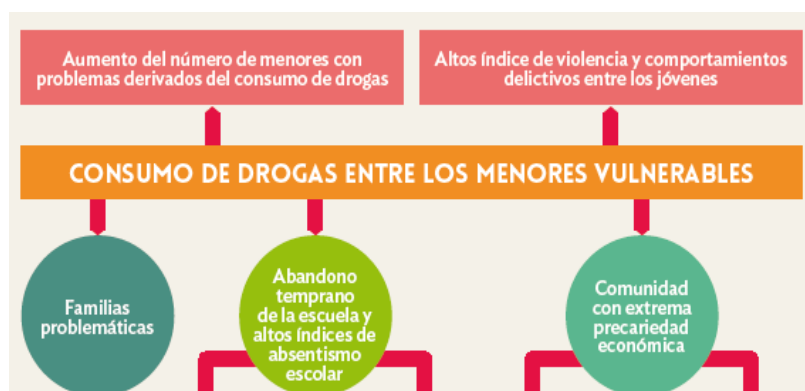 Aumento del número de menores con
problemas derivados del consumo de drogas
Altos índice de violencia y comportamientos
delictivos entre los jóvenes
CONSUMO DE DROGAS ENTRE LOS MENORES VULNERABLES
Familias
problemáticas
Abandono
temprano
de la escuela y
altos índices de
absentismo
escolar
Comunidad
con extrema
precariedad
económica